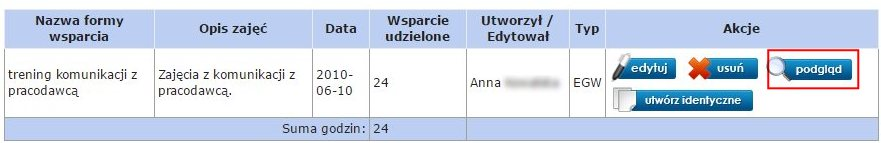 Nazwa formy wsparcia Opis zajęć Data Wsparcie udzielone Utworzył / Edytował Typ Akcje
trening komunikacji z pracodawcą Zajęcia z komunikacji z pracodawcą. 2010-06-10 24 Anna EGW edytuj usuń podgląd
utwórz identyczne
Suma godzin: 24